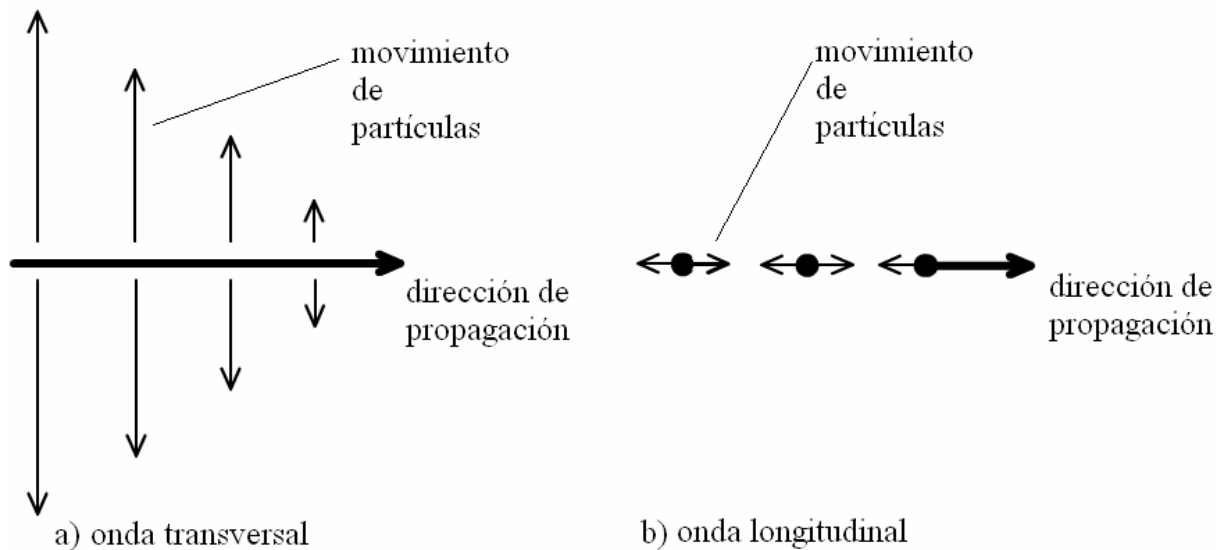 movimiento
de
partículas
dirección de
propagación
a) onda transversal
movimiento
de
partículas
dirección de
propagación
b) onda longitudinal